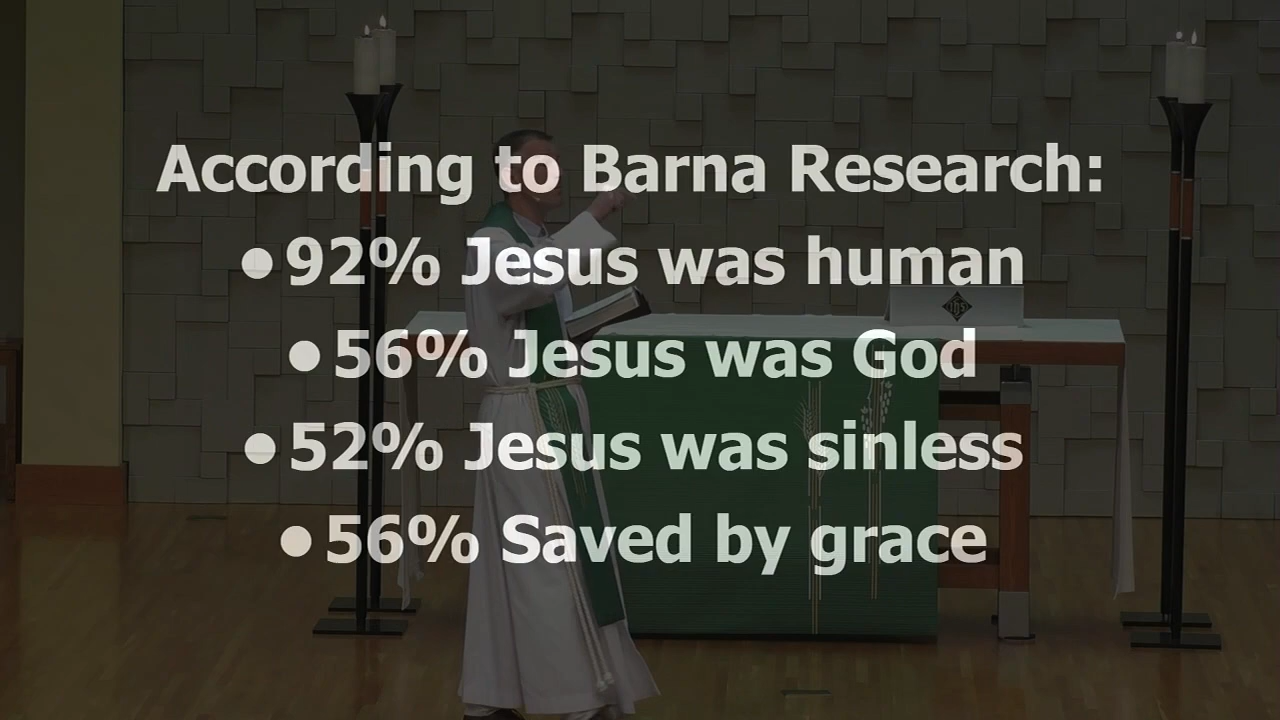 According to Barna Research:
●92% Jesus was human
●56% Jesus was God
●52% Jesus was sinless
●56% Saved by grace
IHS